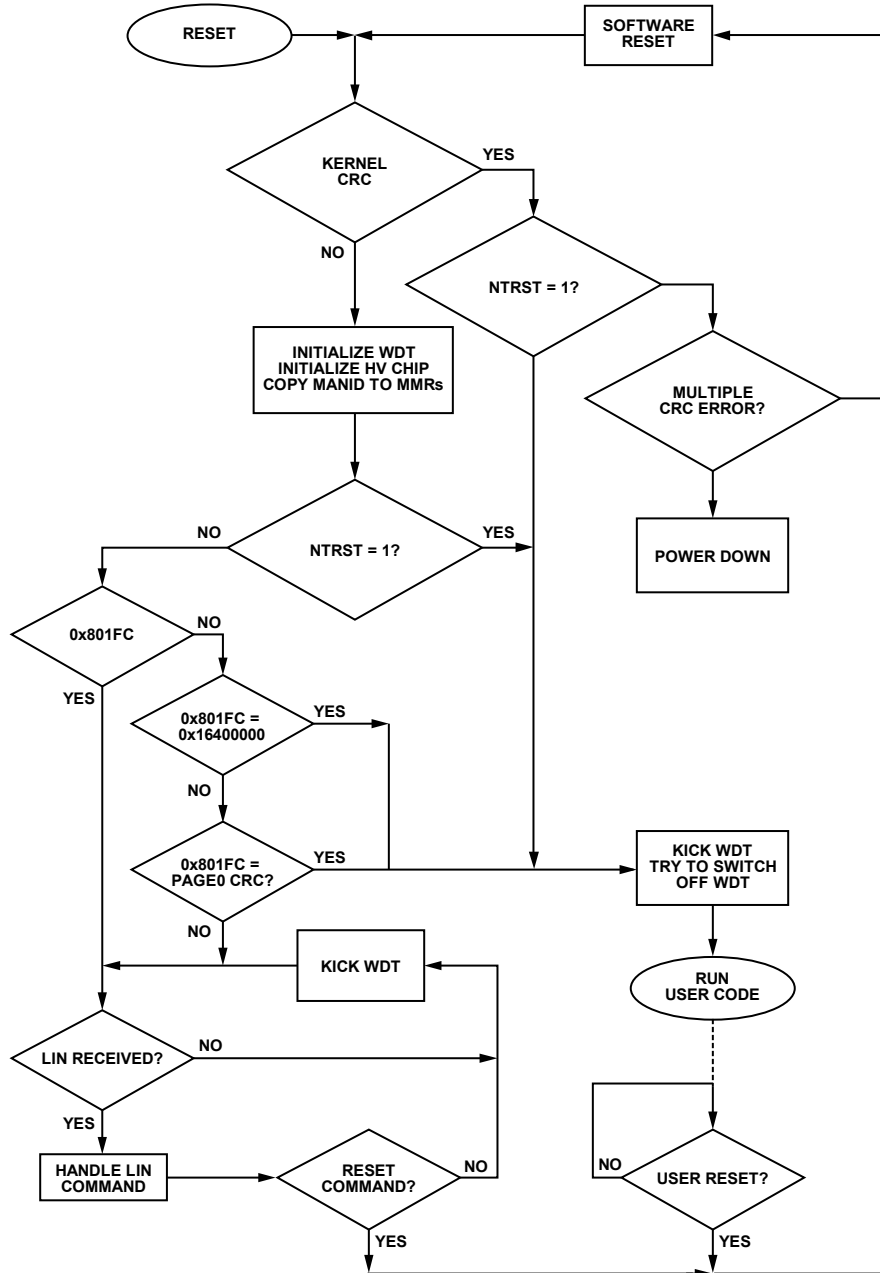 RESET
SOFTWARE
RESET
KERNEL
CRC
YES
NO
NTRST = 1?
INITIALIZE WDT
INITIALIZE HV CHIP
COPY MANID TO MMRs
MULTIPLE
CRC ERROR?
NO
NTRST = 1?
YES
POWER DOWN
0x801FC
NO
YES
0x801FC =
0x16400000
YES
NO
0x801FC =
PAGE0 CRC?
YES
KICK WDT
TRY TO SWITCH
OFF WDT
NO
KICK WDT
RUN
USER CODE
LIN RECEIVED?
NO
YES
HANDLE LIN
COMMAND
RESET
COMMAND?
NO
NO
USER RESET?
YES
YES